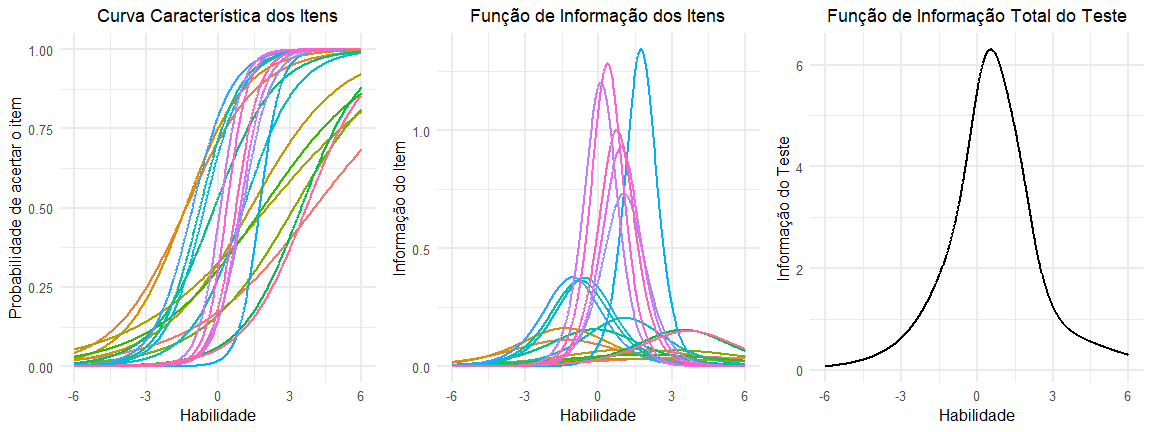 Curva Característica dos Itens
Probabilidade de acertar o item
1.00
0.75
0.50
0.25
0.00
-6 -3 0 3 6
Habilidade
Função de Informação dos Itens
Informação do Item
1.0
0.5
0.0
-6 -3 0 3 6
Habilidade
Função de Informação Total do Teste
Informação do Teste
6
4
2
0
-6 -3 0 3 6
Habilidade